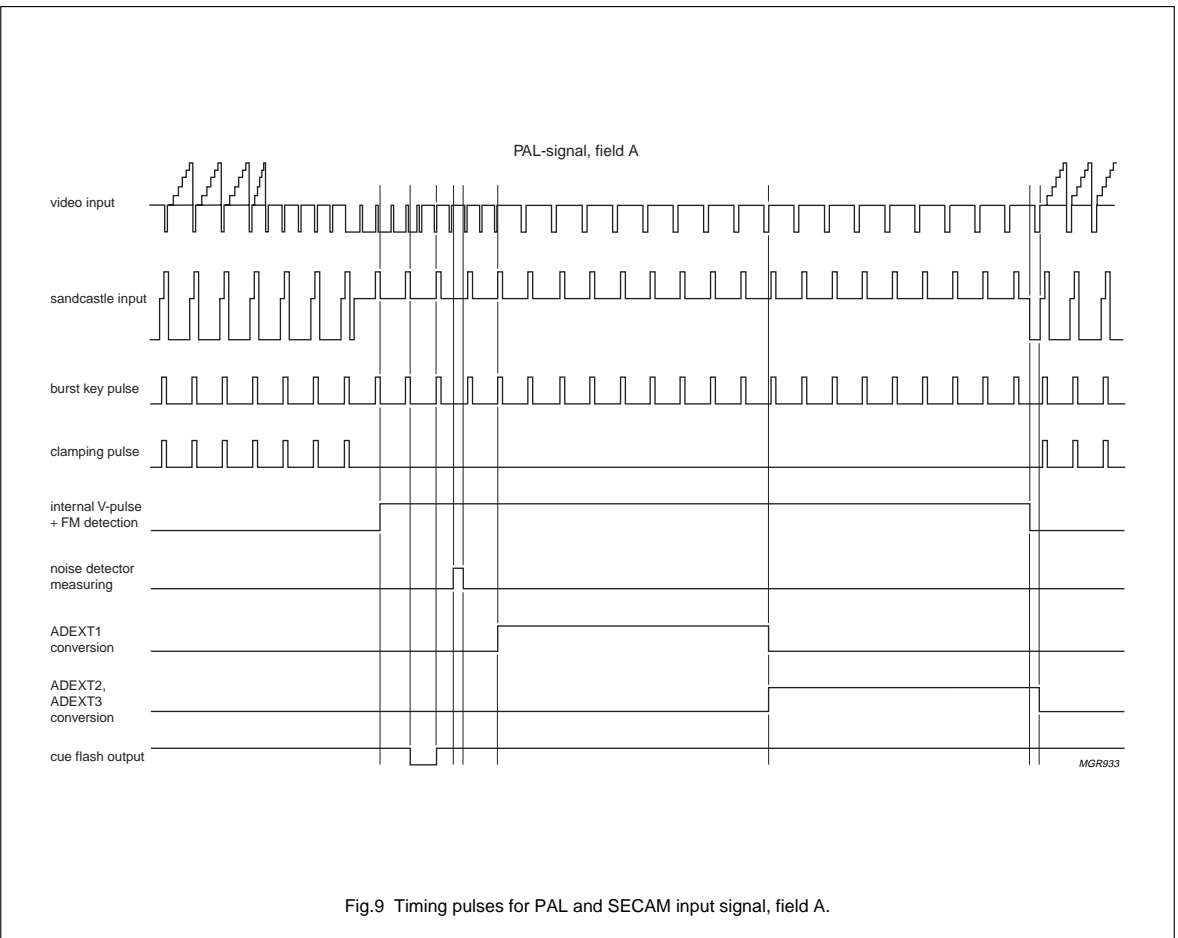 PAL-signal, field A
video input
sandcastle input
burst key pulse
clamping pulse
internal V-pulse
+ FM detection
noise detector
measuring
ADEXT1
conversion
ADEXT2,
ADEXT3
conversion
cue flash output
MGR933
Fig.9 Timing pulses for PAL and SECAM input signal, field A.